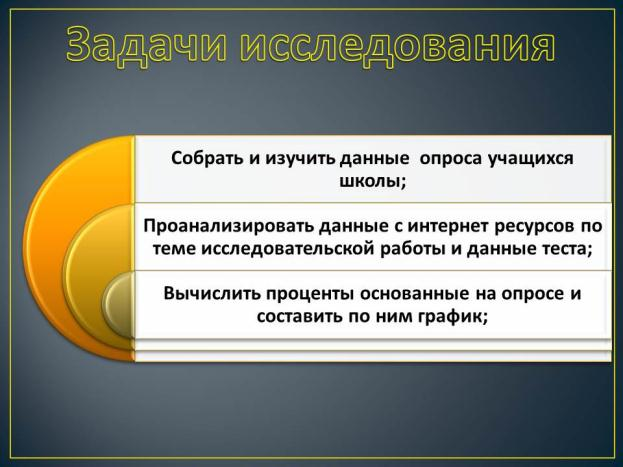 Задачи исследования
Собрать и изучить данные  опроса учащихся
школы;
Проанализировать данные с интернет ресурсов по
теме исследовательской работы и данные теста;
Вычислить проценты основанные на опросе и
составить по ним график;